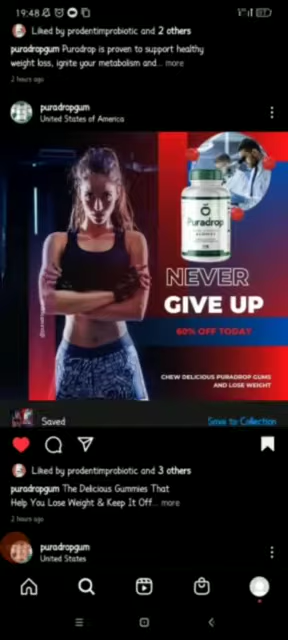 19:48
Liked by prodentimprobiotic and 2 others
puradropgum Puradrop is proven to support healthy
weight loss, ignite your metabolism and... more
2 hours ago
puradropgum
United States of America
Puradrop
NEVER
GIVE UP
60% OFF TODAY
CHEW DELICIOUS PURADROP GUMS
AND LOSE WEIGHT
Saved
Save to Collection
Liked by prodentimprobiotic and 3 others
puradropgum The Delicious Gummies That
Help You Lose Weight & Keep It Off... more
2 hours ago
puradropgum
United States